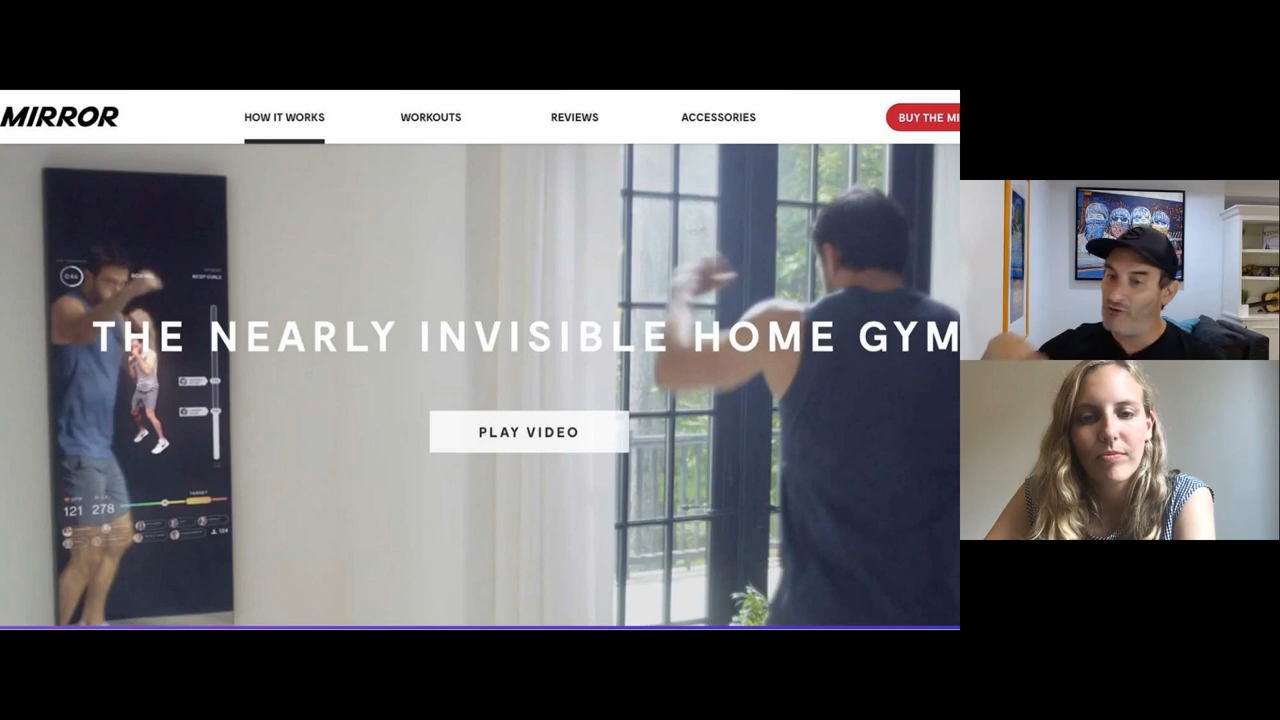 MIRROR
HOW IT WORKS
WORKOUTS
REVIEWS
ACCESSORIES
BUY THE MI
THE NEARLY INVISIBLE HOME GYM
PLAY VIDEO
TARGET
121 278